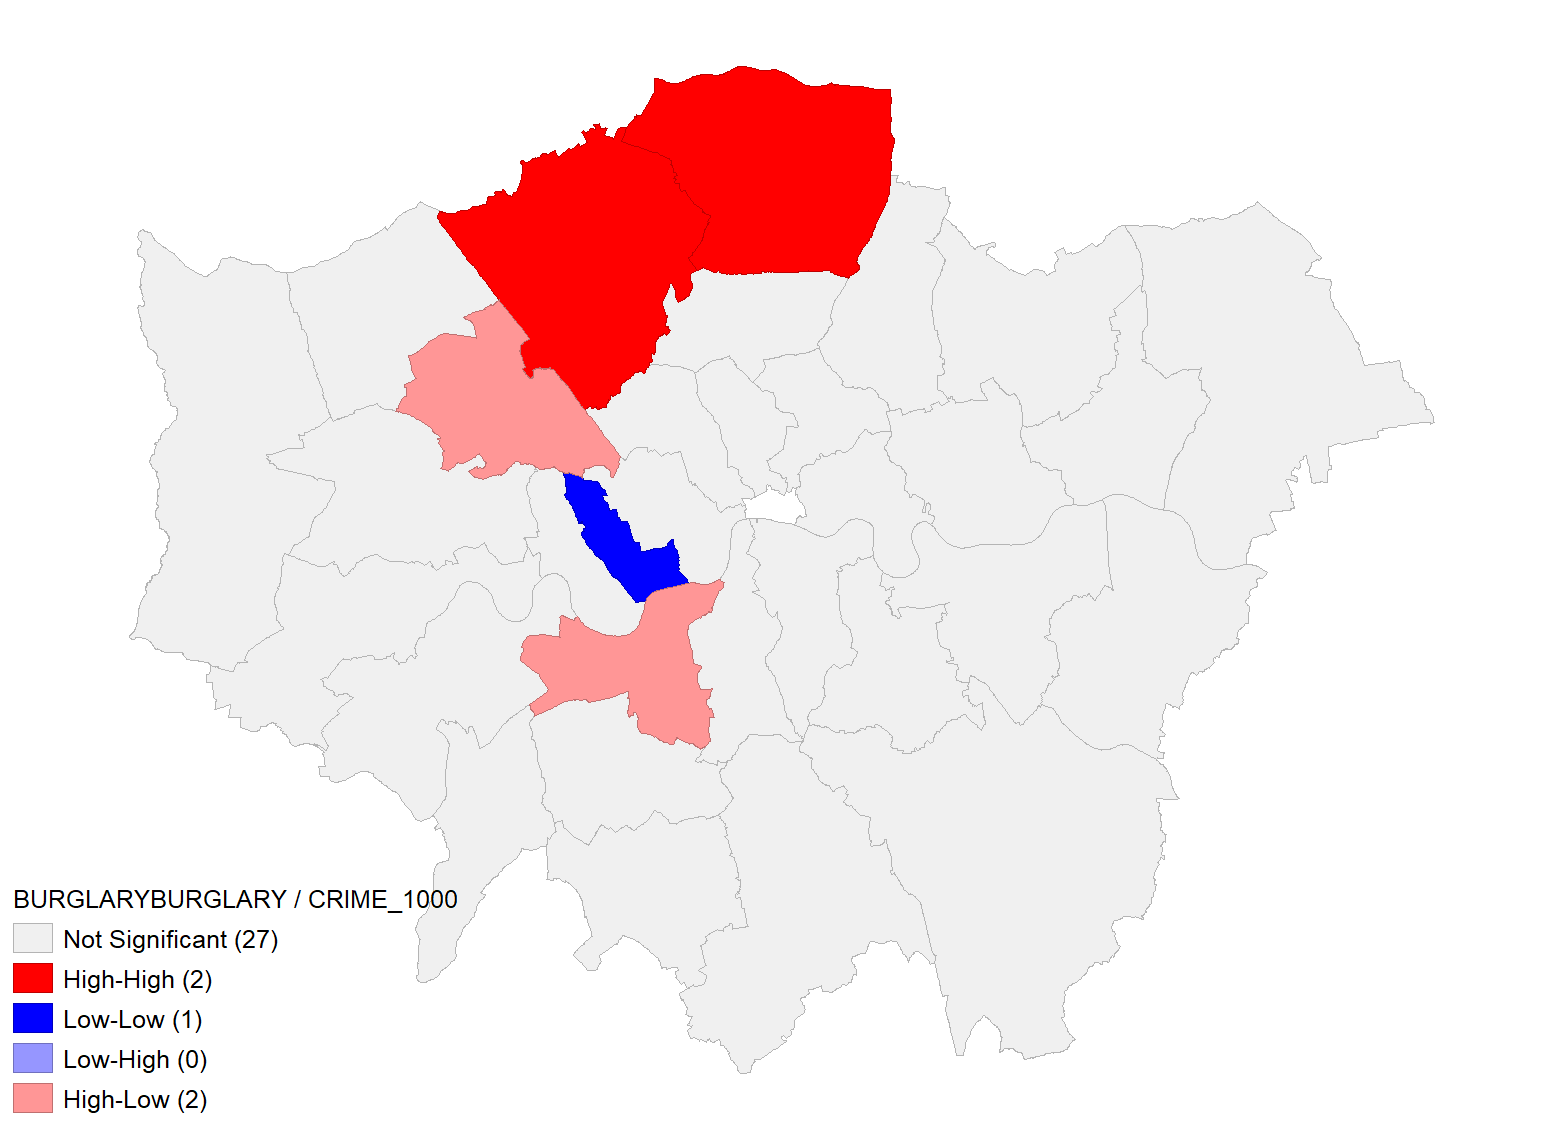 BURGLARYBURGLARY / CRIME_1000
Not Significant (27)
High-High (2)
Low-Low (1)
Low-High (0)
High-Low (2)